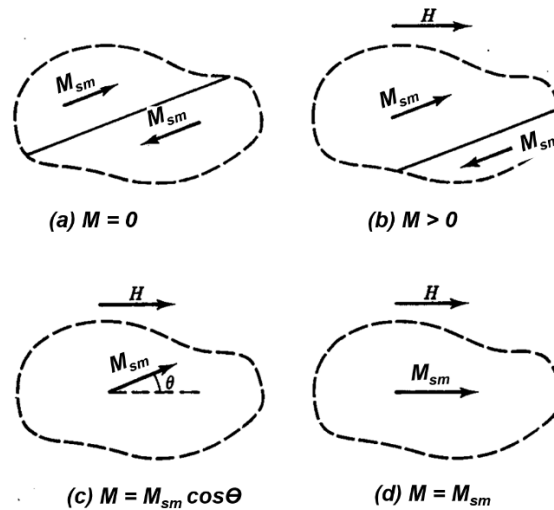 H
M_sm
M_sm
M_sm
M_sm
(a) M = 0
(b) M > 0
H
H
M_sm
θ
M_sm
(c) M = M_sm cosθ
(d) M = M_sm